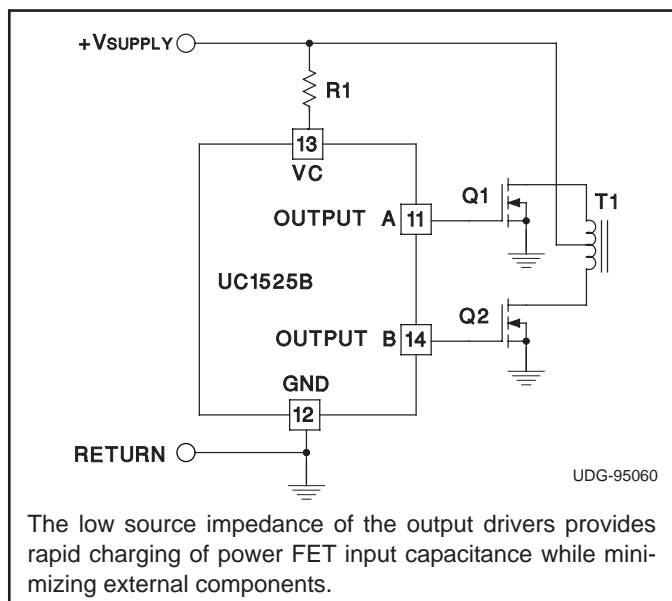 +VSUPPLY
R1
13
VC
Q1
T1
OUTPUT A 11
UC1525B
Q2
OUTPUT B 14
GND
12
RETURN
UDG-95060
The low source impedance of the output drivers provides
rapid charging of power FET input capacitance while mini-
mizing external components.